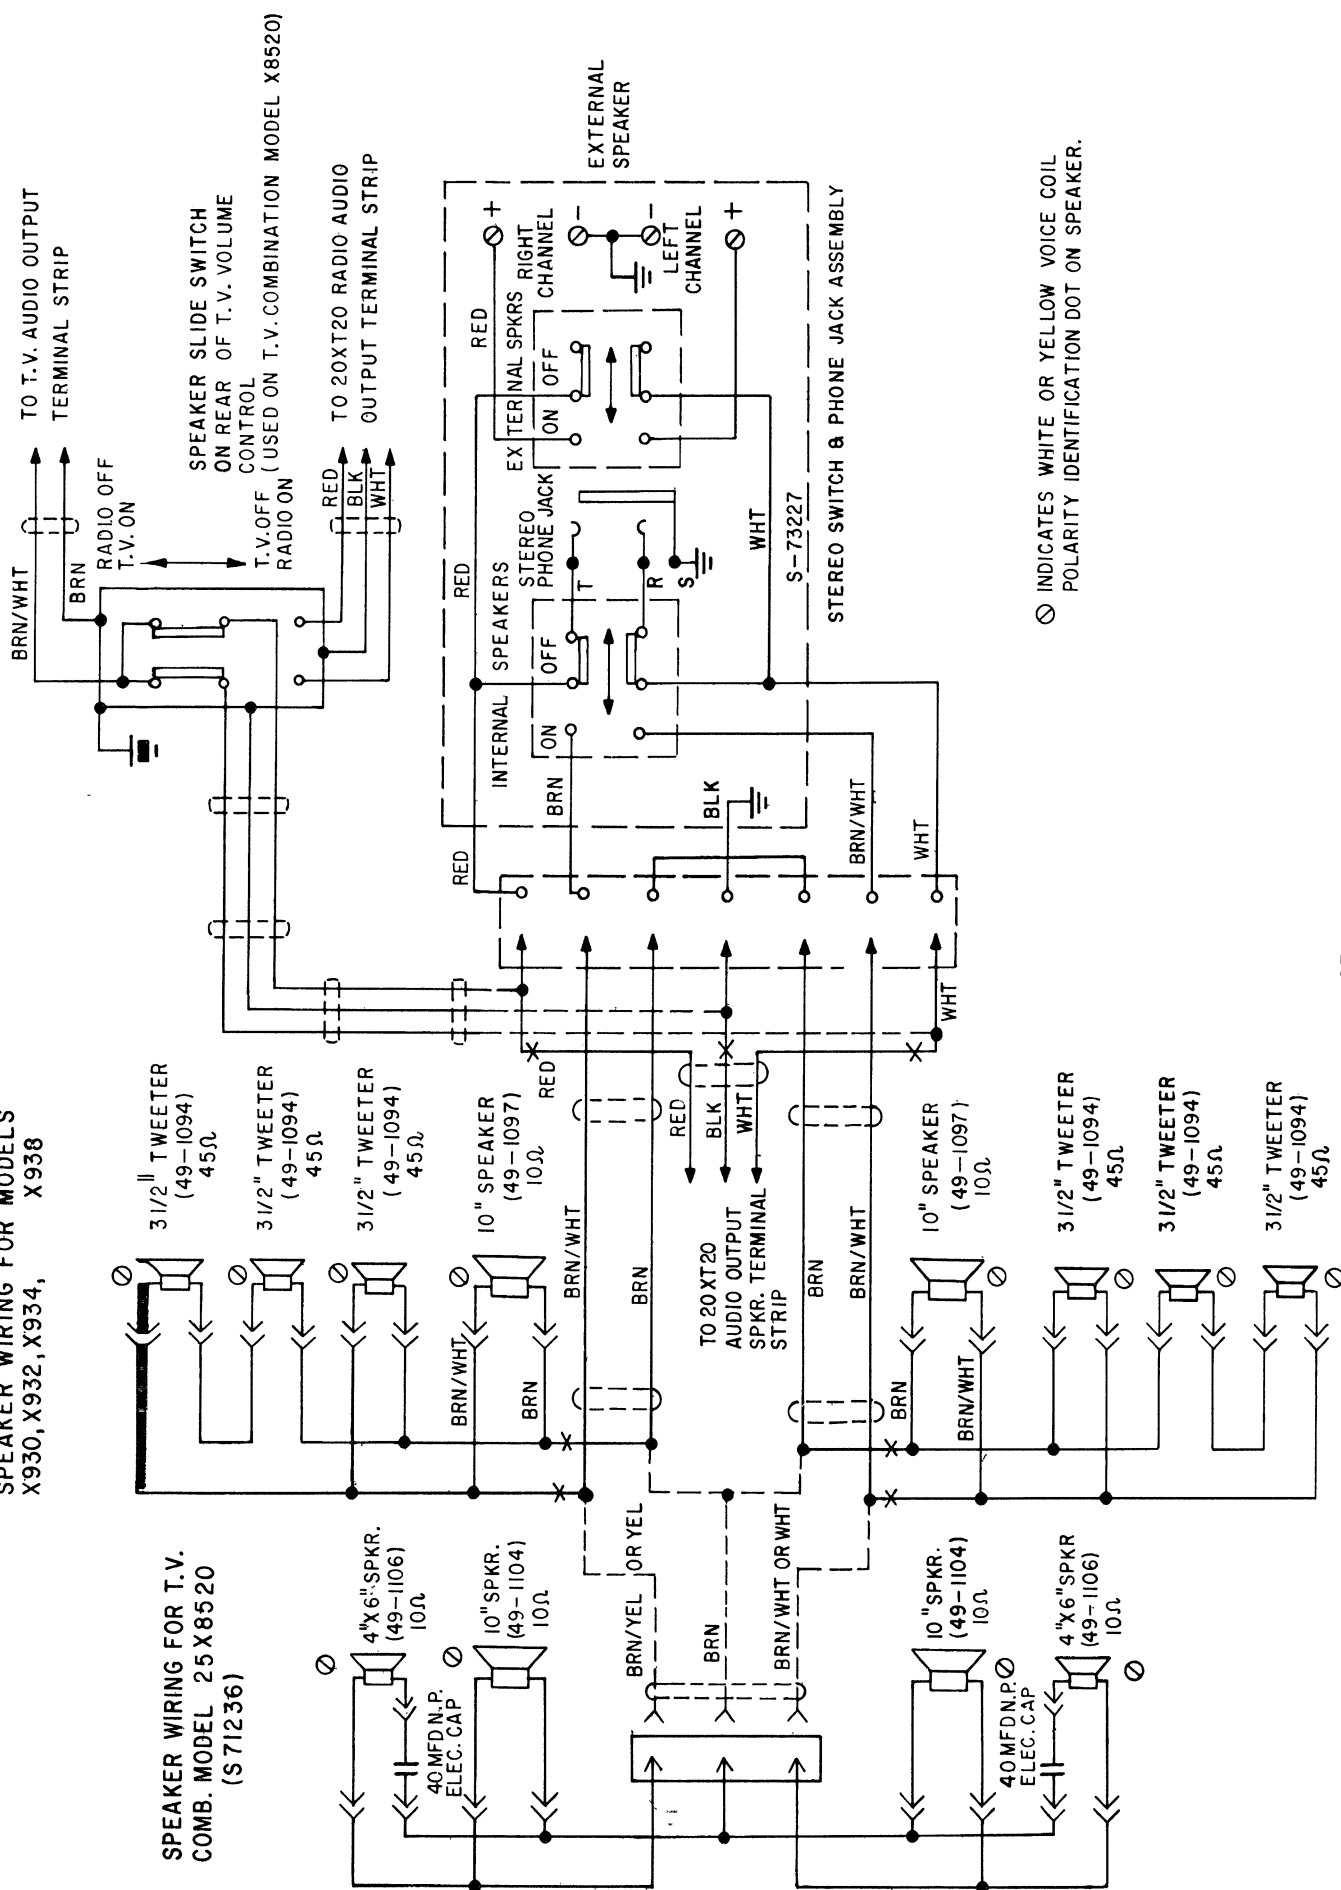 SPEAKER WIRING FOR MODELS
X930, X932, X934, X938
3 1/2" TWEETER
(49-1094)
45Ω
3 1/2" TWEETER
(49-1094)
45Ω
3 1/2" TWEETER
(49-1094)
45Ω
10" SPEAKER
(49-1097)
10Ω
BRN/WHT
BRN
BRN/WHT
BRN
RED
RED
BLK
WHT
TO 20XT20
AUDIO OUTPUT
SPKR. TERMINAL
STRIP
BRN
BRN/WHT
WHT
BRN
BRN/WHT
10" SPEAKER
(49-1097)
10Ω
3 1/2" TWEETER
(49-1094)
45Ω
3 1/2" TWEETER
(49-1094)
45Ω
3 1/2" TWEETER
(49-1094)
45Ω
SPEAKER WIRING FOR T.V.
COMB. MODEL 25X8520
(S71236)
4"X6" SPKR.
(49-1106)
10Ω
40 MFD N.P.
ELEC. CAP
10" SPKR.
(49-1104)
10Ω
BRN/YEL OR YEL
BRN
BRN/WHT OR WHT
10" SPKR.
(49-1104)
10Ω
40 MFD N.P.
ELEC. CAP
4"X6" SPKR
(49-1106)
10Ω
BRN/WHT
BRN
TO T.V. AUDIO OUTPUT
TERMINAL STRIP
RADIO OFF
T.V. ON
T.V. OFF
RADIO ON
SPEAKER SLIDE SWITCH
ON REAR OF T.V. VOLUME
CONTROL
(USED ON T.V. COMBINATION MODEL X8520)
RED
BLK
WHT
TO 20XT20 RADIO AUDIO
OUTPUT TERMINAL STRIP
RED
BRN
BLK
BRN/WHT
WHT
RED
INTERNAL SPEAKERS
ON OFF
STEREO
PHONE JACK
T
R
S
WHT
EXTERNAL SPKRS
ON OFF
RED
RIGHT
CHANNEL
+
-
-
+
LEFT
CHANNEL
EXTERNAL
SPEAKER
S-73227
STEREO SWITCH & PHONE JACK ASSEMBLY
INDICATES WHITE OR YELLOW VOICE COIL
POLARITY IDENTIFICATION DOT ON SPEAKER.